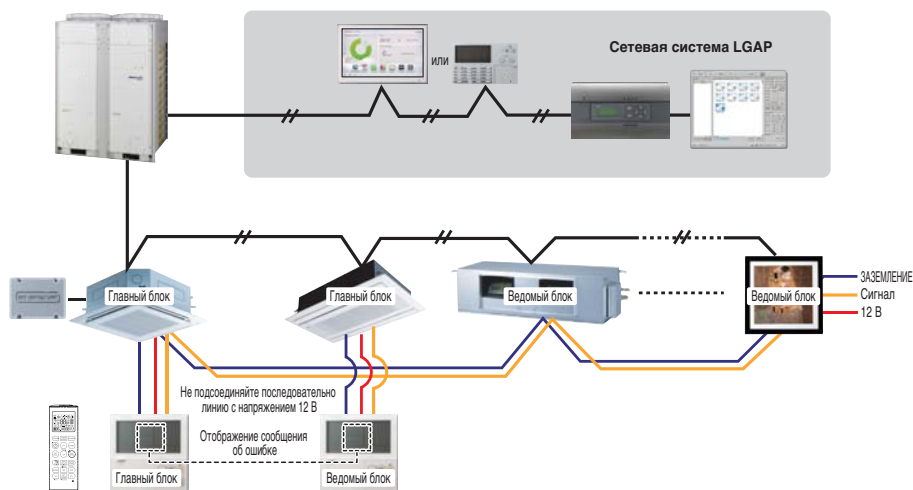 Сетевая система LGAP
или
Главный блок
Главный блок
Ведомый блок
Ведомый блок
ЗАЗЕМЛЕНИЕ
Сигнал
12 В
Не подсоединяйте последовательно
линию с напряжением 12 В
Отображение сообщения
об ошибке
Главный блок
Ведомый блок